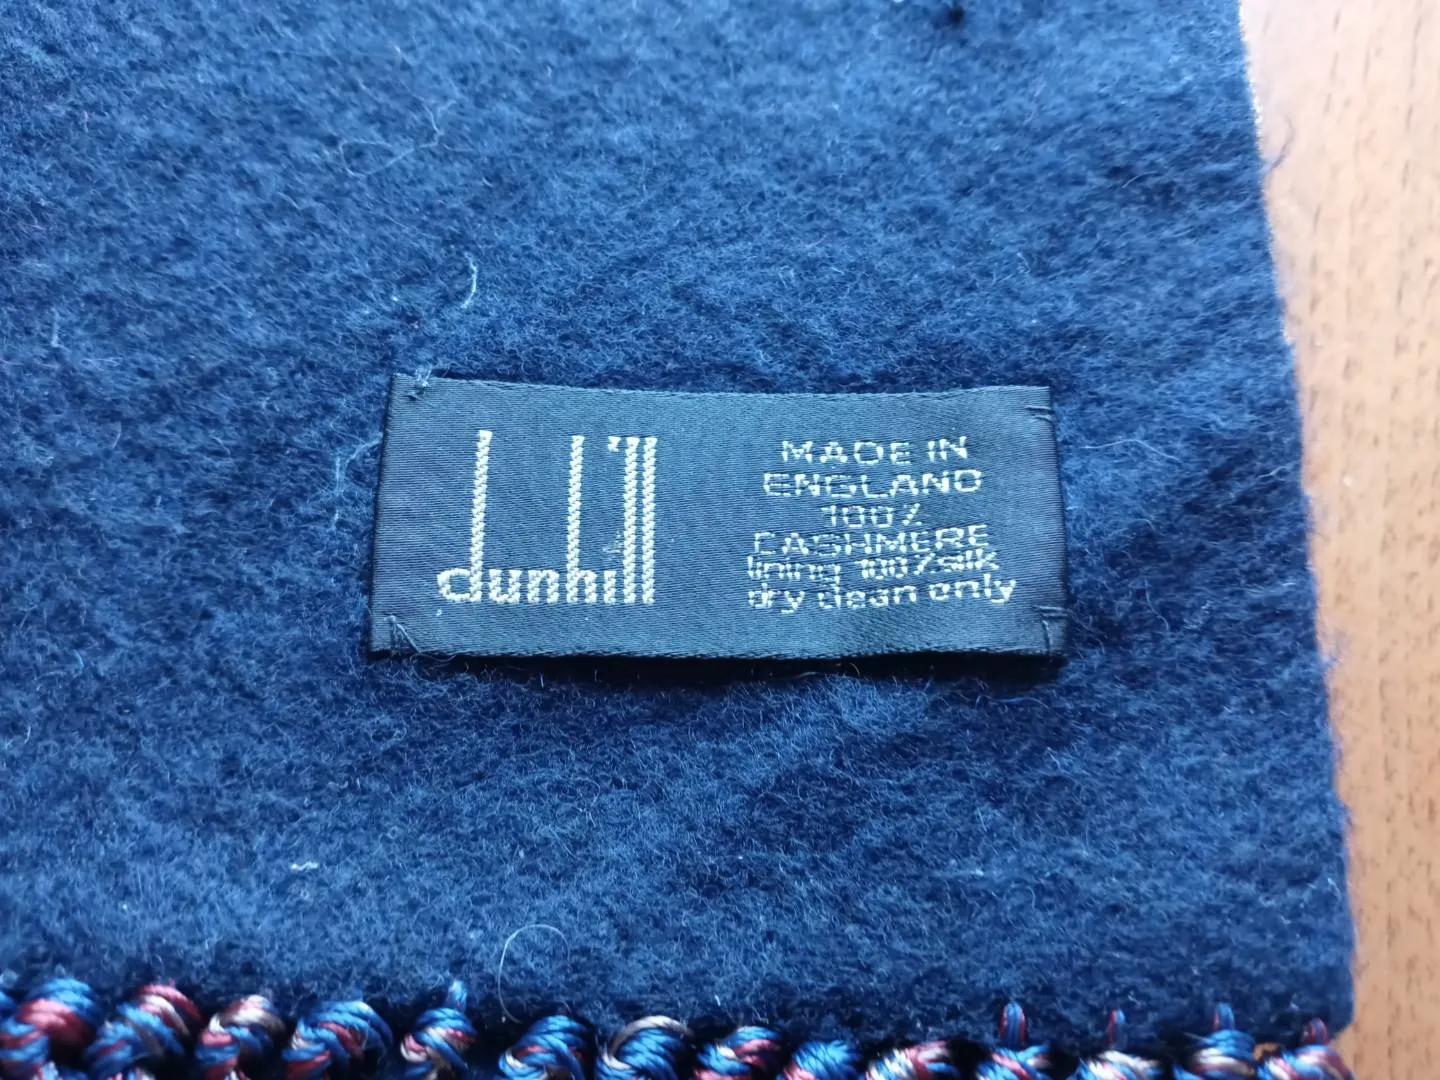 dunhill
MADE IN
ENGLAND
100%
CASHMERE
lining 100% silk
dry clean only